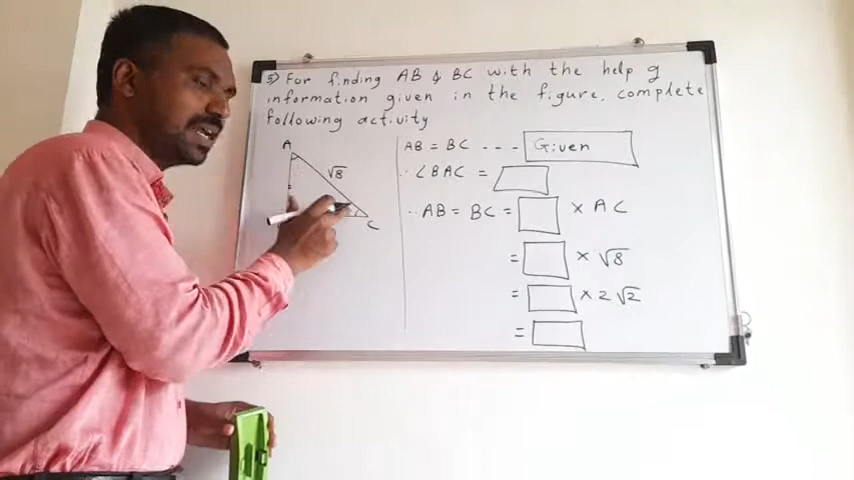 5) For finding AB & BC with the help of
information given in the figure, complete
following activity
A
√8
C
AB = BC - - - Given
∴ ∠BAC =
∴ AB = BC = × AC
= × √8
= × 2√2
=